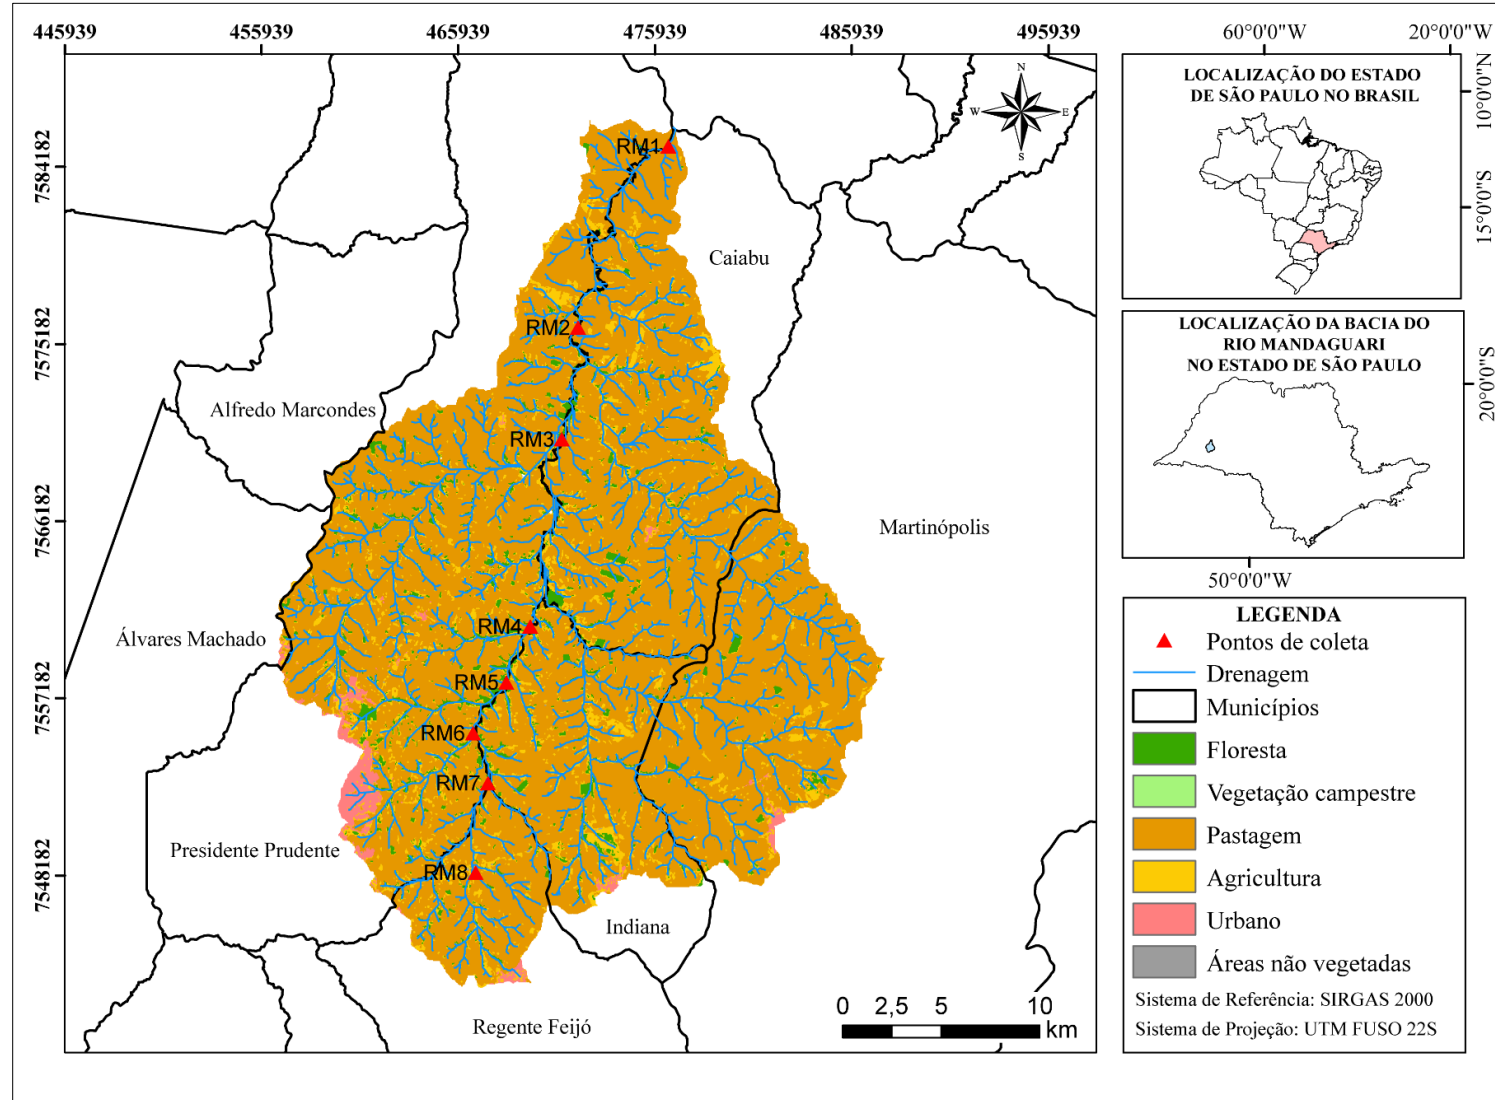 445939
455939
465939
475939
485939
495939
60°0'0"W
20°0'0"W
7584182
7575182
7566182
7557182
7548182
N
W
E
S
RM1
RM2
RM3
RM4
RM5
RM6
RM7
RM8
Caiabu
Alfredo Marcondes
Martinópolis
Álvares Machado
Presidente Prudente
Indiana
Regente Feijó
0
2,5
5
10
km
LOCALIZAÇÃO DO ESTADO
DE SÃO PAULO NO BRASIL
10°0'0"N
15°0'0"S
LOCALIZAÇÃO DA BACIA DO
RIO MANDAGUARI
NO ESTADO DE SÃO PAULO
20°0'0"S
50°0'0"W
LEGENDA
Pontos de coleta
Drenagem
Municípios
Floresta
Vegetação campestre
Pastagem
Agricultura
Urbano
Áreas não vegetadas
Sistema de Referência: SIRGAS 2000
Sistema de Projeção: UTM FUSO 22S